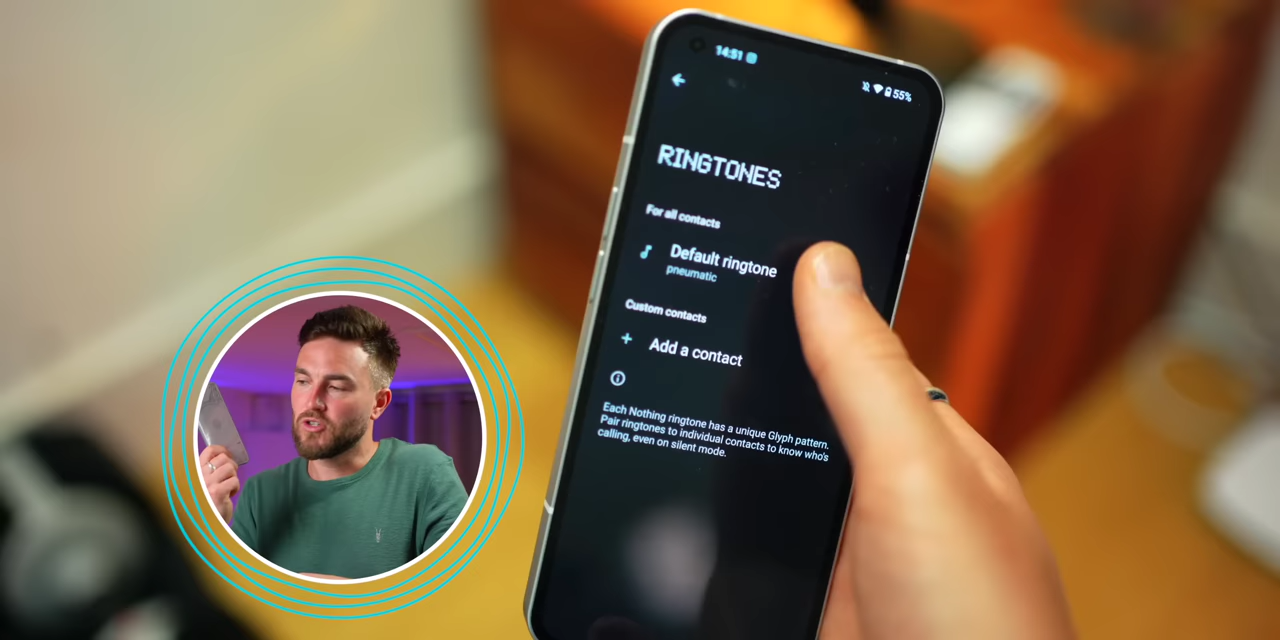 14:51
55%
RINGTONES
For all contacts
Default ringtone
pneumatic
Custom contacts
Add a contact
Each Nothing ringtone has a unique Glyph pattern.
Pair ringtones to individual contacts to know who's
calling, even on silent mode.